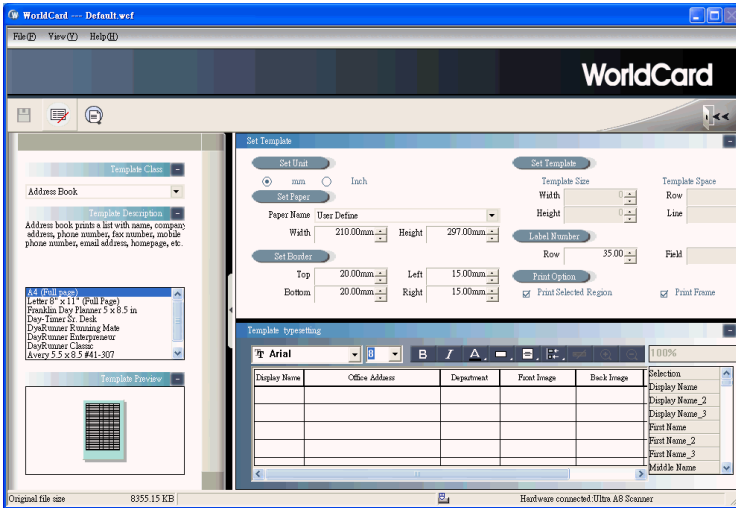 WorldCard --- Default.wcf
File(F) View(Y) Help(H)
WorldCard
Template Class
Address Book
Template Description
Address book prints a list with name, company
address, phone number, fax number, mobile
phone number, email address, homepage, etc.
A4 (Full page)
Letter 8" x 11" (Full Page)
Franklin Day Planner 5 x 8.5 in
Day-Timer Sr. Desk
DyaRunner Running Mate
DayRunner Enterpreneur
DayRunner Classic
Avery 5.5 x 8.5 #41-307
Template Preview
Set Template
Set Unit
mm Inch
Set Paper
Paper Name User Define
Width 210.00mm Height 297.00mm
Set Border
Top 20.00mm Left 15.00mm
Bottom 20.00mm Right 15.00mm
Set Template
Template Size Template Space
Width 0 Row
Height 0 Line
Label Number
Row 35.00 Field
Print Option
Print Selected Region Print Frame
Template typesetting
Arial 8 B I A 100%
Display Name Office Address Department Front Image Back Image
Selection
Display Name
Display Name_2
Display Name_3
First Name
First Name_2
First Name_3
Middle Name
Original file size 8355.15 KB Hardware connected:Ultra A8 Scanner